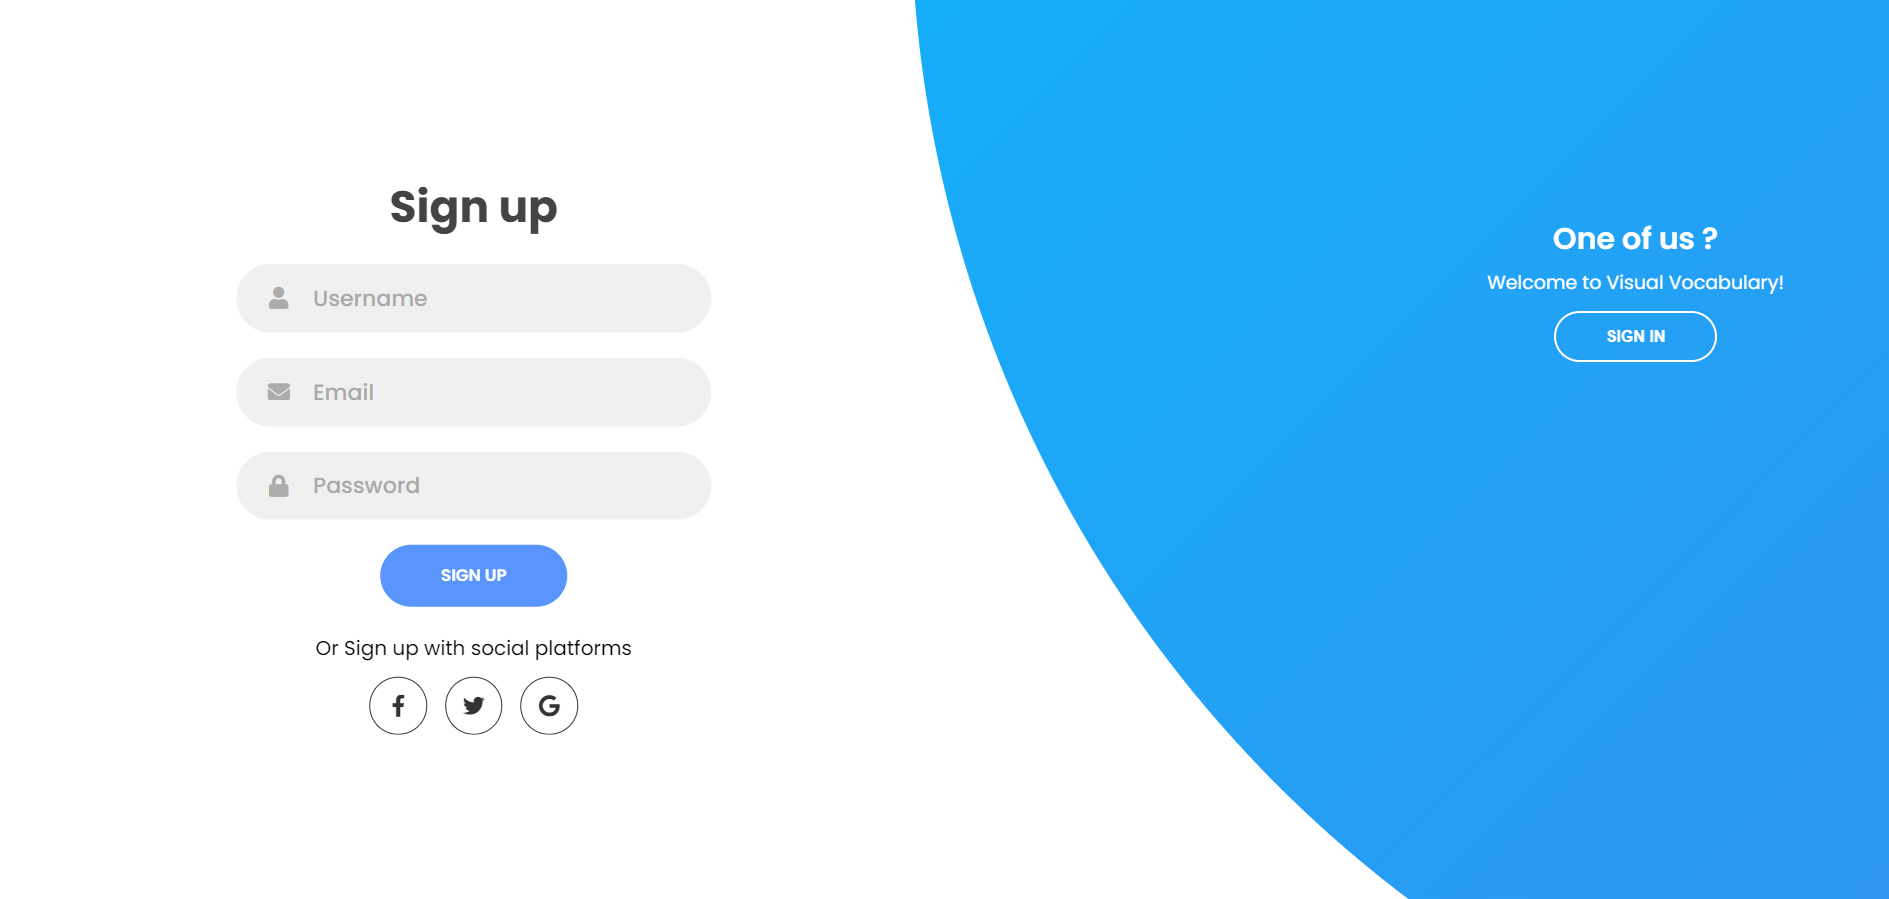 Sign up
Username
Email
Password
SIGN UP
Or Sign up with social platforms
One of us ?
Welcome to Visual Vocabulary!
SIGN IN